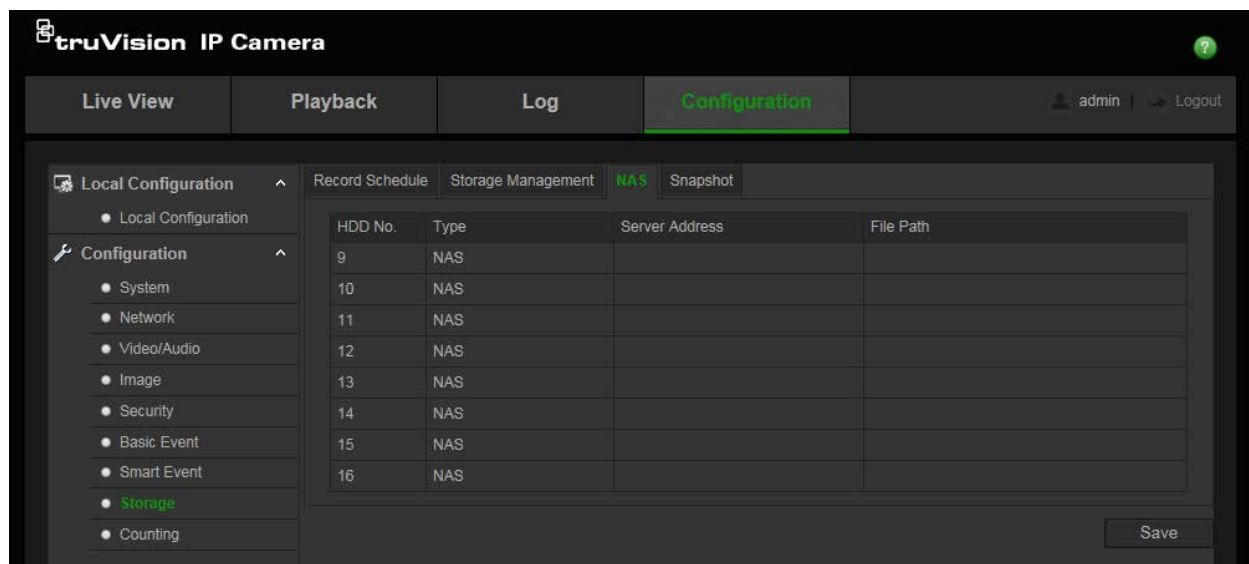 truVision IP Camera
?
Live View Playback Log Configuration admin | Logout
Local Configuration
Local Configuration
Configuration
System
Network
Video/Audio
Image
Security
Basic Event
Smart Event
Storage
Counting
Record Schedule Storage Management NAS Snapshot
HDD No. Type Server Address File Path
9 NAS
10 NAS
11 NAS
12 NAS
13 NAS
14 NAS
15 NAS
16 NAS
Save